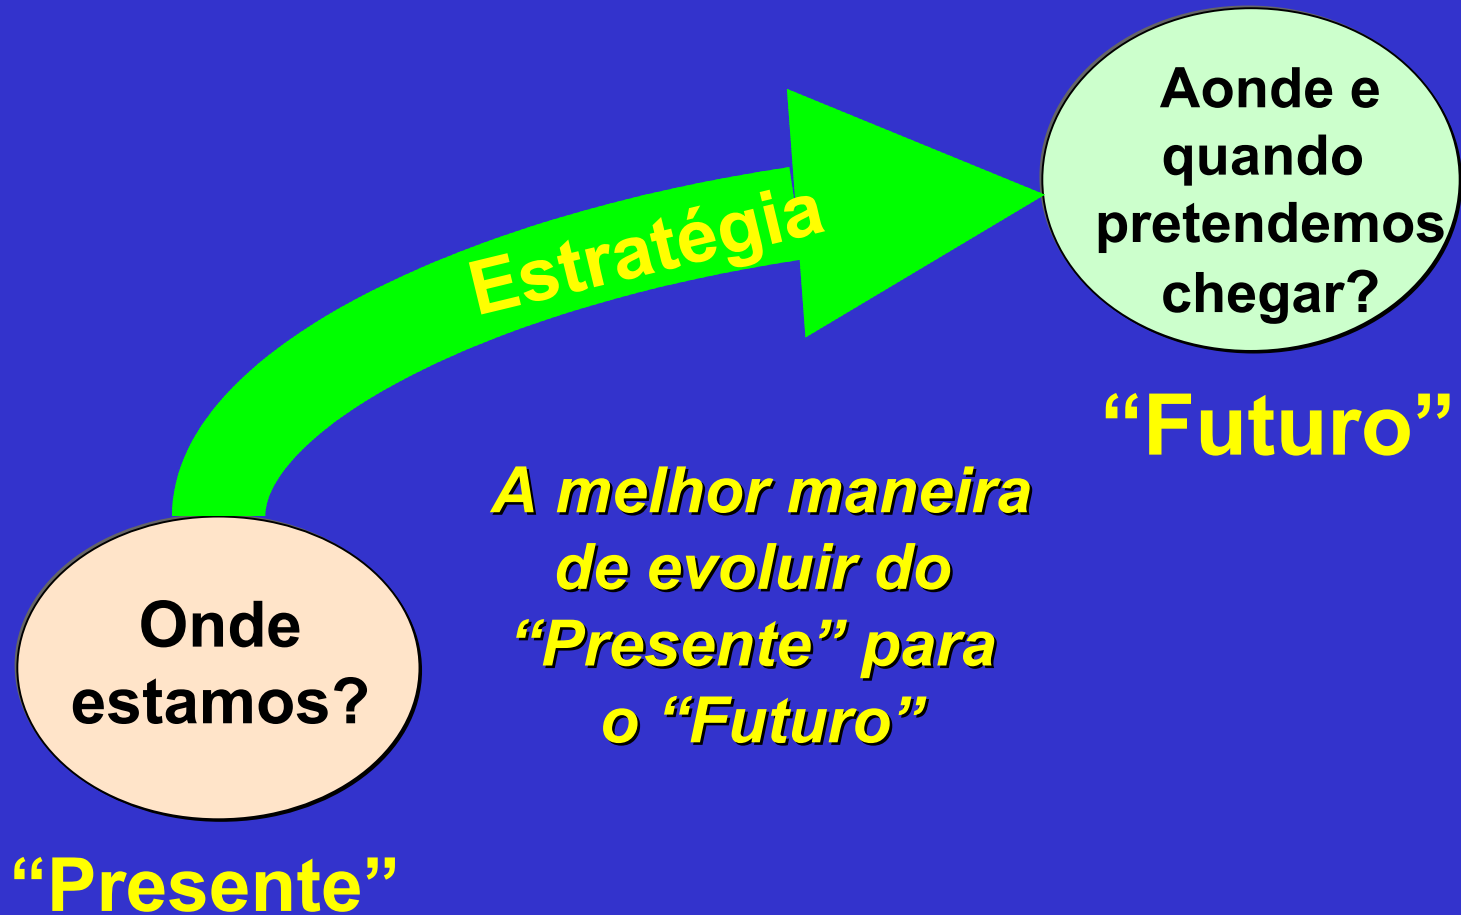 Aonde e
quando
pretendemos
chegar?
Estratégia
“Futuro”
A melhor maneira
de evoluir do
“Presente” para
o “Futuro”
Onde
estamos?
“Presente”